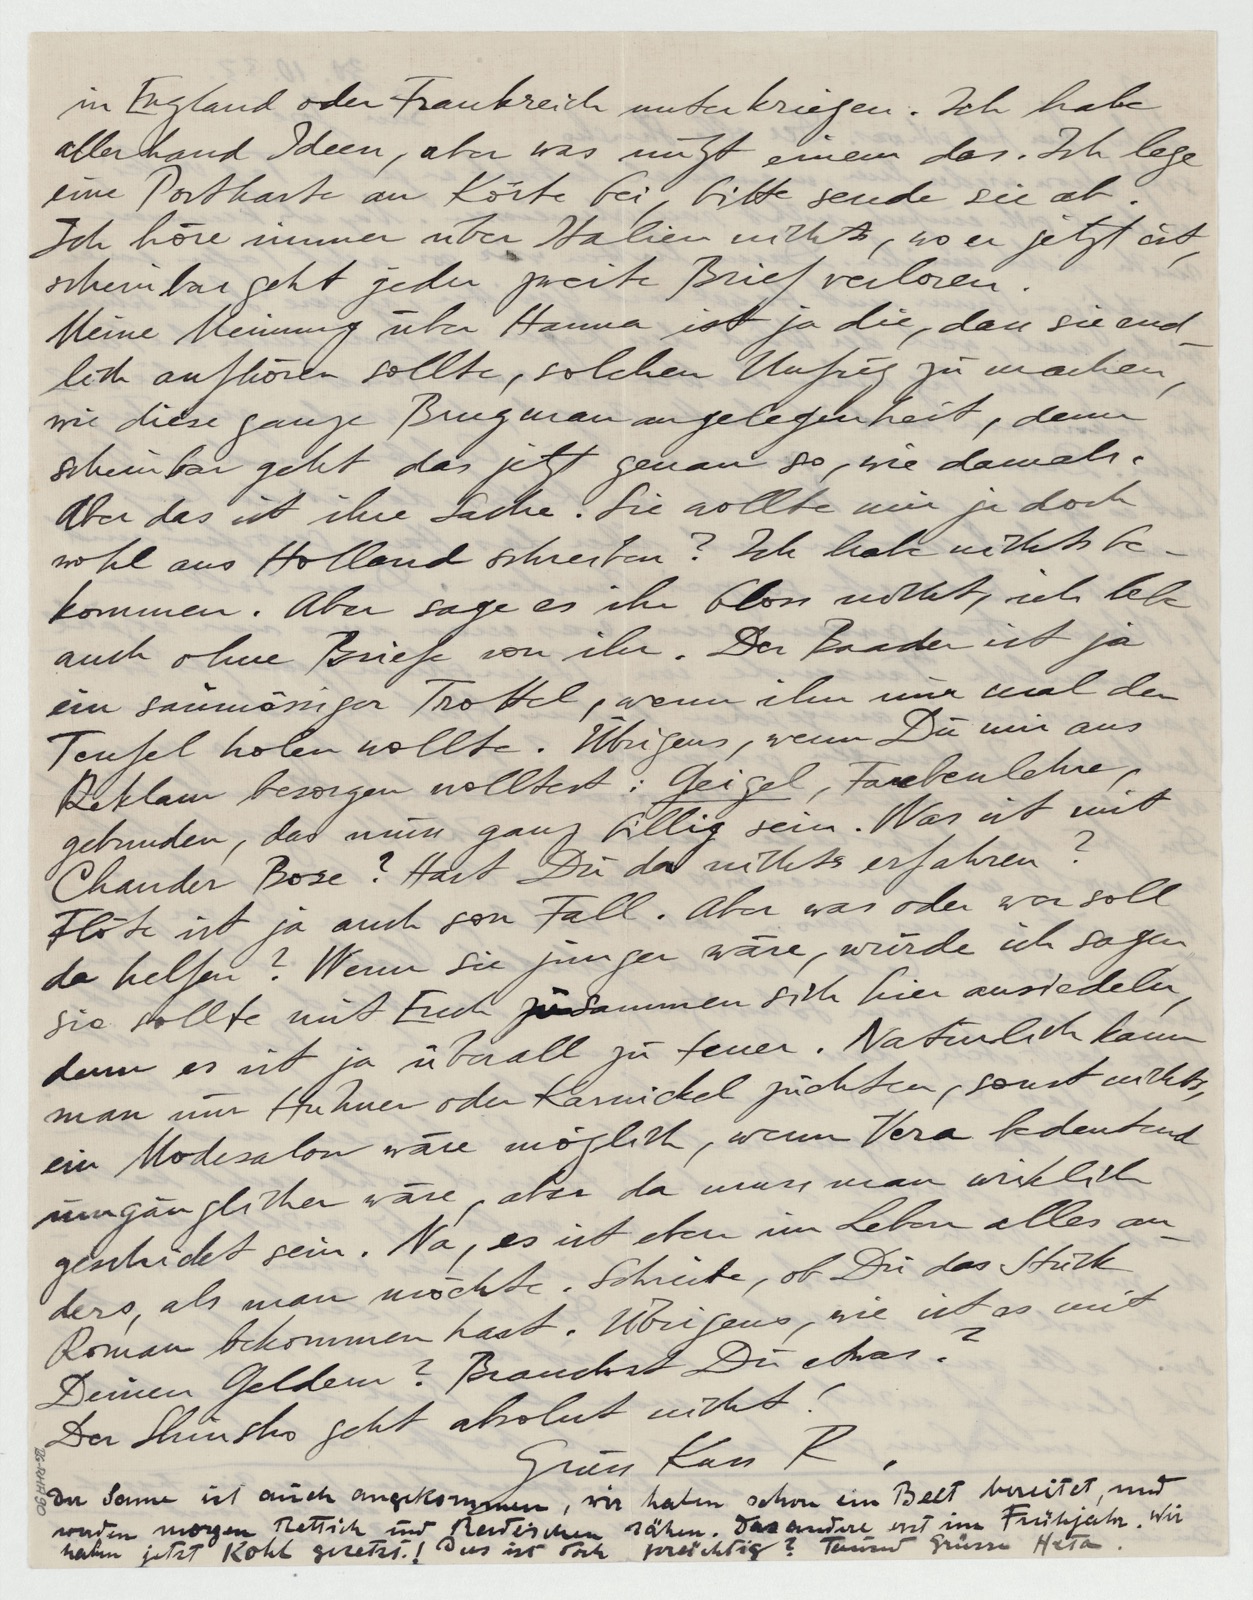 in England oder Frankreich unterkriegen. Ich habe
allerhand Ideen, aber was nützt einem das. Ich lege
eine Postkarte an Körte bei, bitte sende sie ab.
Ich höre immer über Italien nichts, wo er jetzt ist,
scheinbar geht jeder zweite Brief verloren.
Meine Meinung über Hanna ist ja die, dass sie end-
lich aufhören sollte, solchen Unfug zu machen,
wie diese ganze Brugmanangelegenheit, denn
scheinbar geht das jetzt genau so, wie damals.
Aber das ist ihre Sache. Sie wollte mir ja doch
wohl aus Holland schreiben? Ich habe nichts be-
kommen. Aber sage es ihr bloss nicht, ich lebe
auch ohne Briefe von ihr. Der Baader ist ja
ein saumässiger Trottel, wenn ihn nur mal der
Teufel holen wollte. Übrigens, wenn Du mir aus
Reklam besorgen wolltest: Geigel, Farbenlehre,
gebunden, das muss ganz billig sein. Was ist mit
Chander Bose? Hast Du da nichts erfahren?
Flöte ist ja auch son Fall. Aber was oder wer soll
da helfen? Wenn sie jünger wäre, würde ich sagen
sie sollte mit Euch zusammen sich hier ansiedeln,
denn es ist ja überall zu teuer. Natürlich kann
man nur Hühner oder Karnickel züchten, sonst nichts,
ein Modesalon wäre möglich, wenn Vera bedeutend
umgänglicher wäre, aber da muss man wirklich
geschickt sein. Na, es ist eben im Leben alles an-
ders, als man möchte. Schreibe, ob Du das Stück
Roman bekommen hast. Übrigens, wie ist es mit
Deinen Geldern? Brauchst Du etwas?
Der geht absolut nicht!
Gruss Kuss R.
Der Same ist auch angekommen, wir haben schon ein Beet bereitet, und
werden morgen Rettich und Radieschen sähen. Das andere erst im Frühjahr. Wir
haben jetzt Kohl gesetzt! Das ist doch prächtig? Tausend Grüsse Heta.